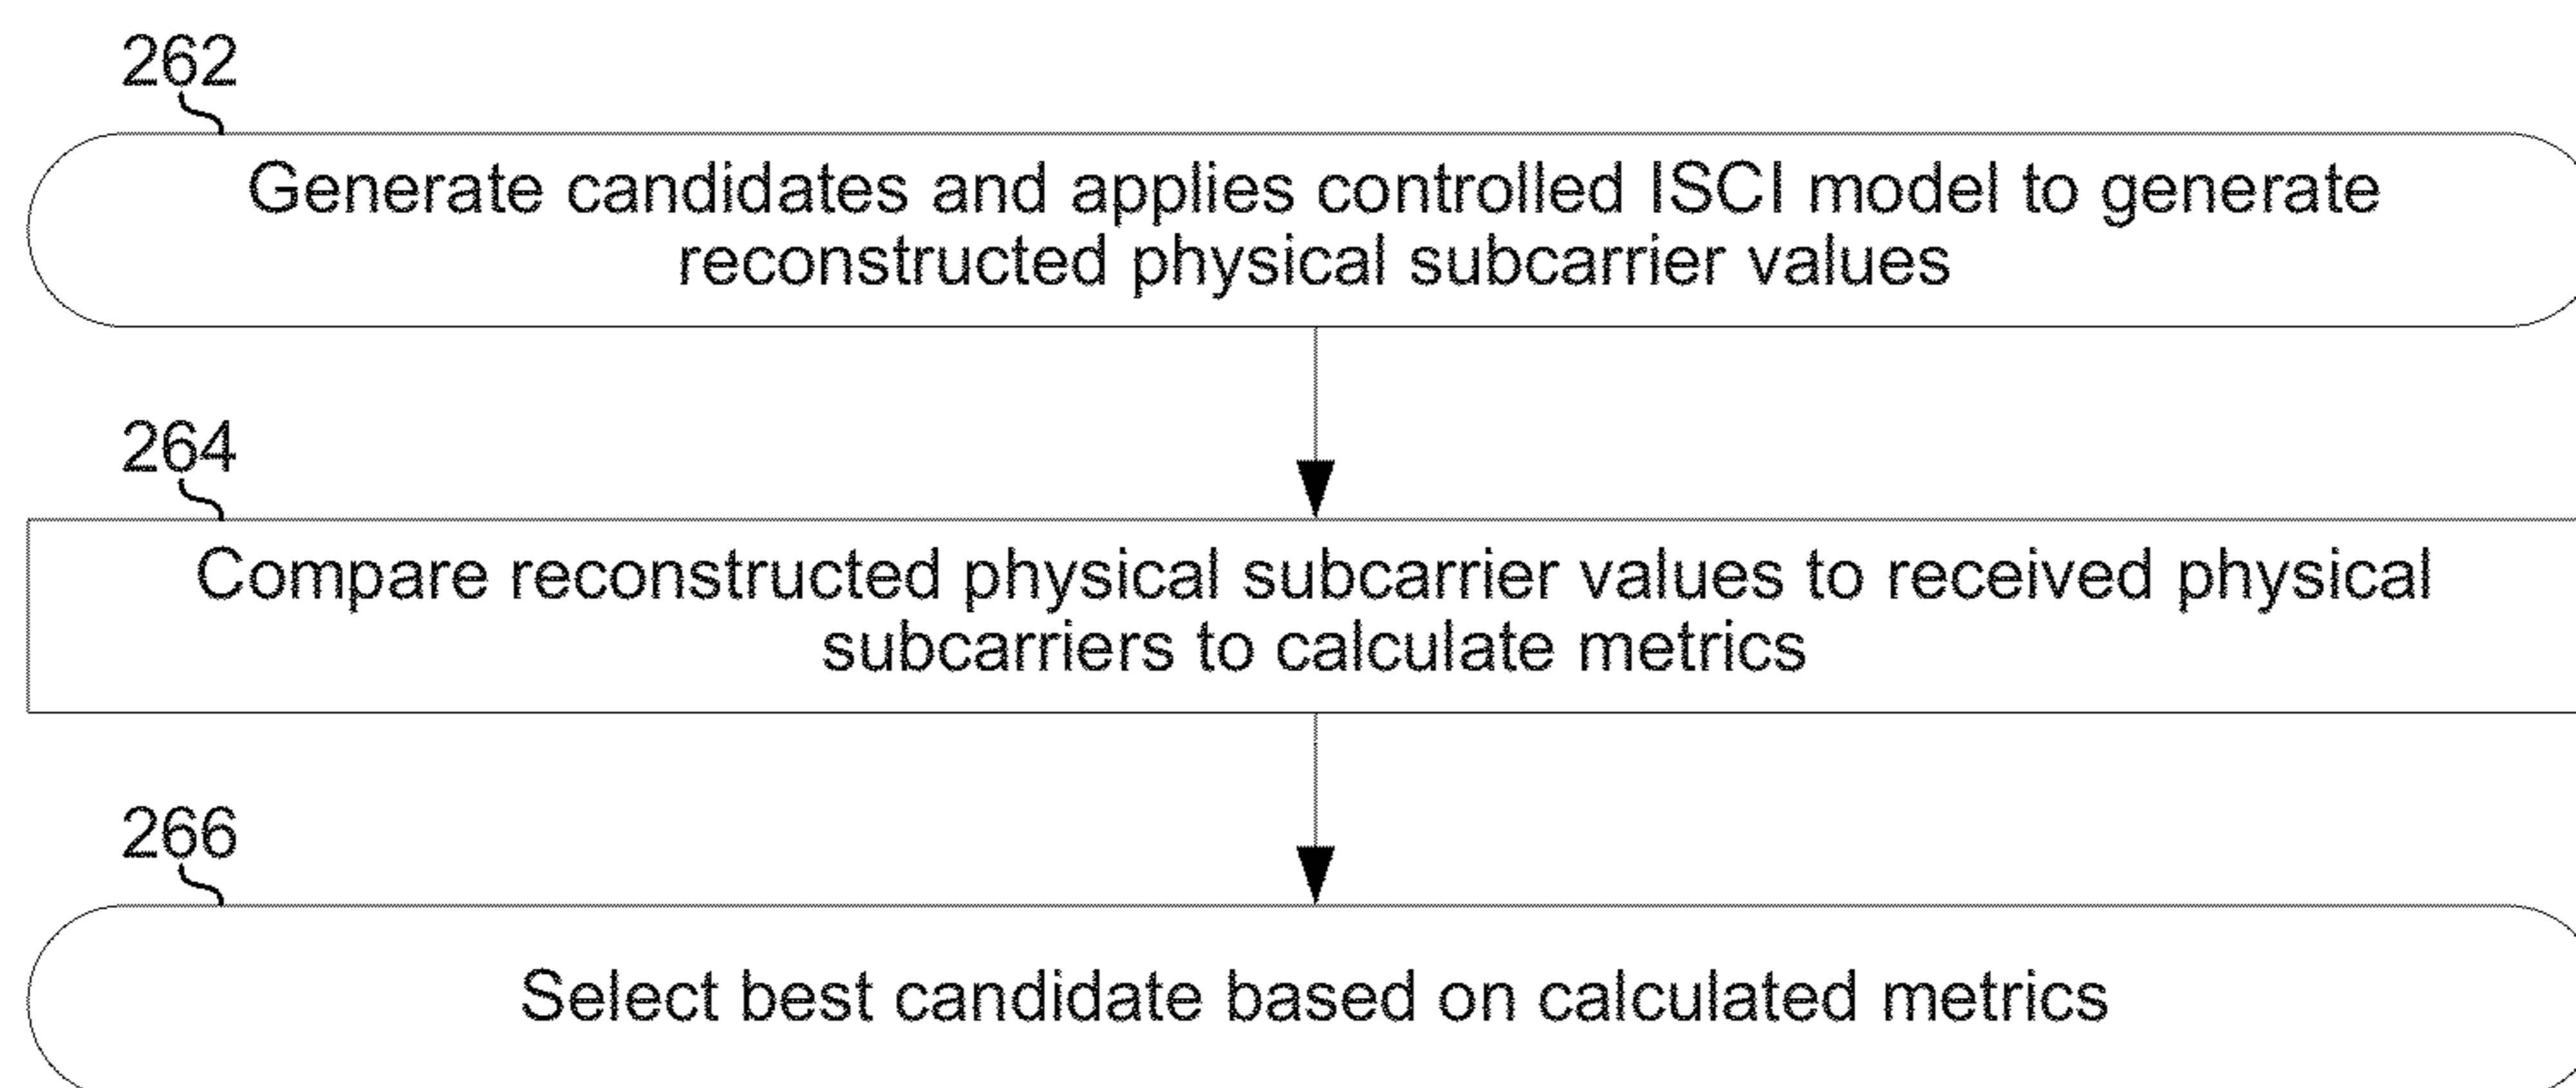 262
Generate candidates and applies controlled ISCI model to generate
reconstructed physical subcarrier values
264
Compare reconstructed physical subcarrier values to received physical
subcarriers to calculate metrics
266
Select best candidate based on calculated metrics